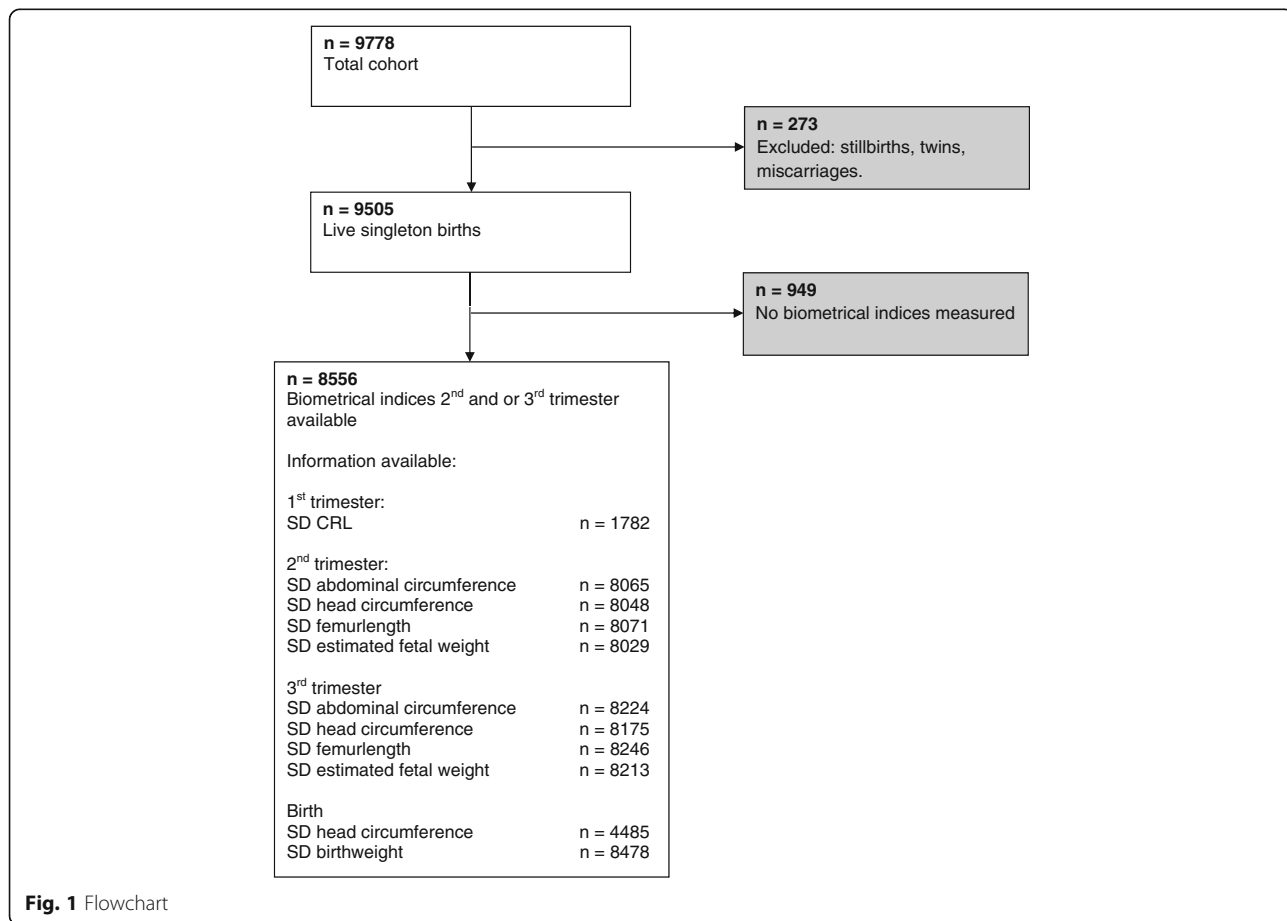 n = 9778
Total cohort
n = 273
Excluded: stillbirths, twins,
miscarriages.
n = 9505
Live singleton births
n = 949
No biometrical indices measured
n = 8556
Biometrical indices 2nd and or 3rd trimester
available
Information available:
1st trimester:
SD CRL n = 1782
2nd trimester:
SD abdominal circumference n = 8065
SD head circumference n = 8048
SD femurlength n = 8071
SD estimated fetal weight n = 8029
3rd trimester
SD abdominal circumference n = 8224
SD head circumference n = 8175
SD femurlength n = 8246
SD estimated fetal weight n = 8213
Birth
SD head circumference n = 4485
SD birthweight n = 8478
Fig. 1 Flowchart